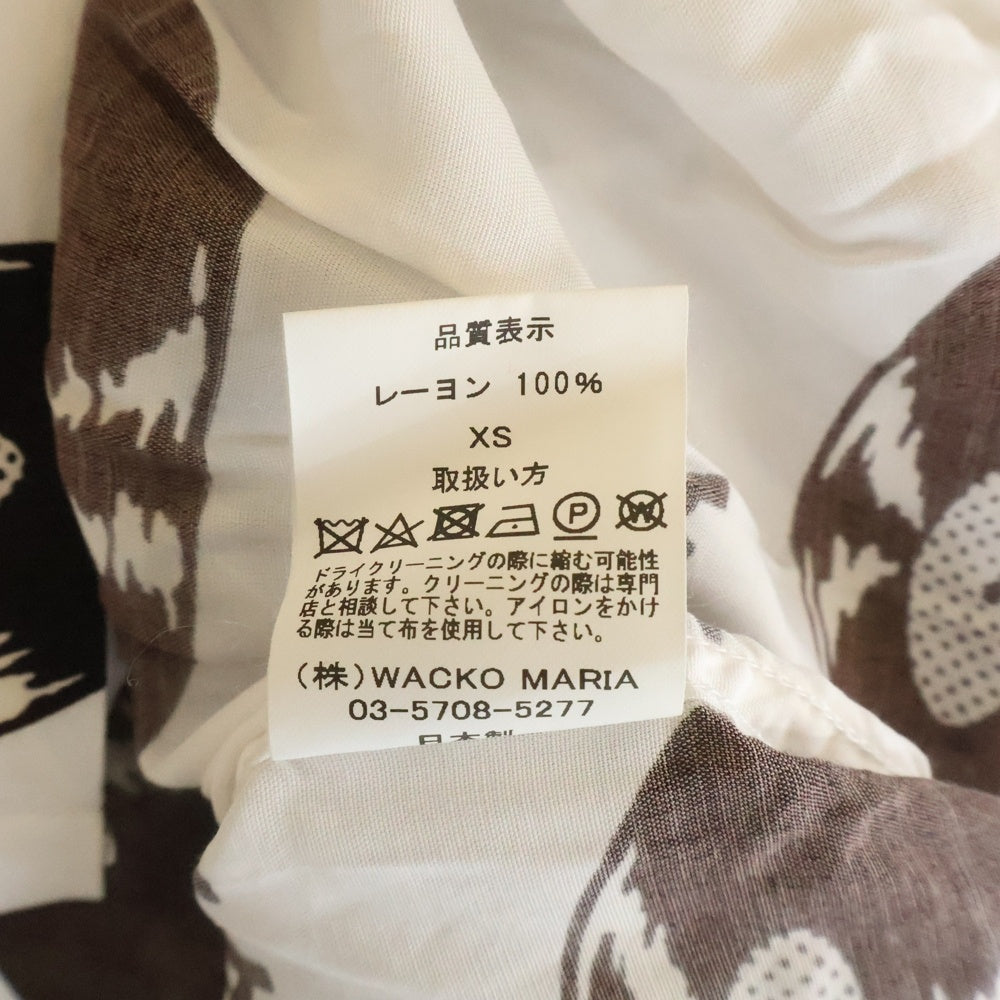 品質表示
レーヨン 100%
XS
取扱い方
P W
ドライクリーニングの際に縮む可能性
があります。クリーニングの際は専門
店と相談して下さい。アイロンをかけ
る際は当て布を使用して下さい。
(株)WACKO MARIA
03-5708-5277
日本製